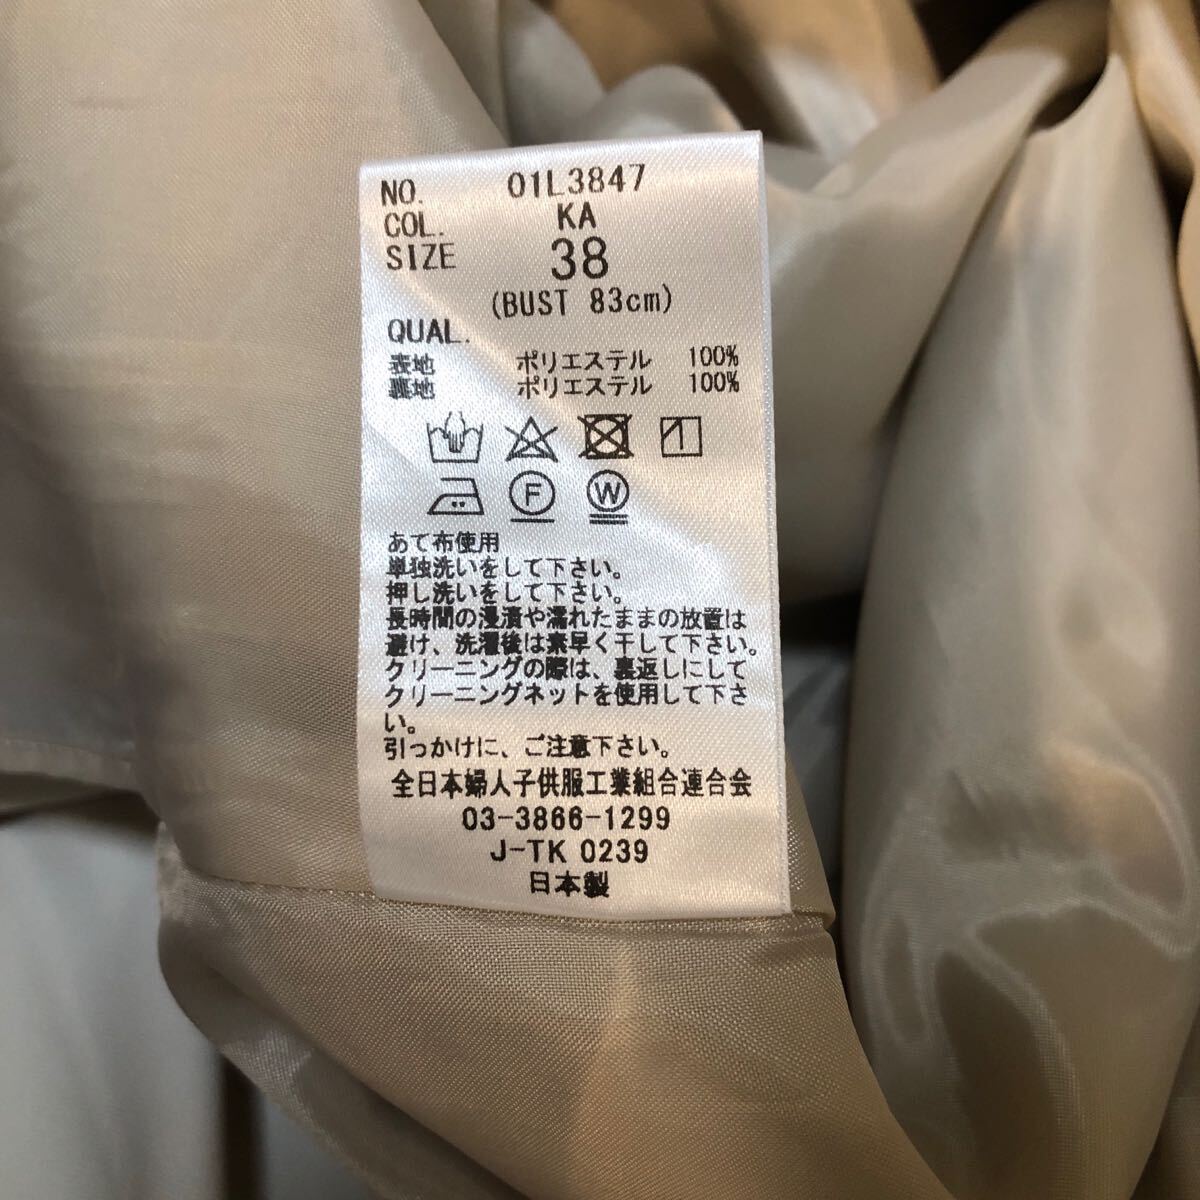 NO. 01L3847
COL. KA
SIZE 38
(BUST 83cm)
QUAL.
表地 ポリエステル 100%
裏地 ポリエステル 100%
F W
あて布使用
単独洗いをして下さい。
押し洗いをして下さい。
長時間の浸漬や濡れたままの放置は
避け、洗濯後は素早く干して下さい。
クリーニングの際は、裏返しにして
クリーニングネットを使用して下さ
い。
引っかけに、ご注意下さい。
全日本婦人子供服工業組合連合会
03-3866-1299
J-TK 0239
日本製